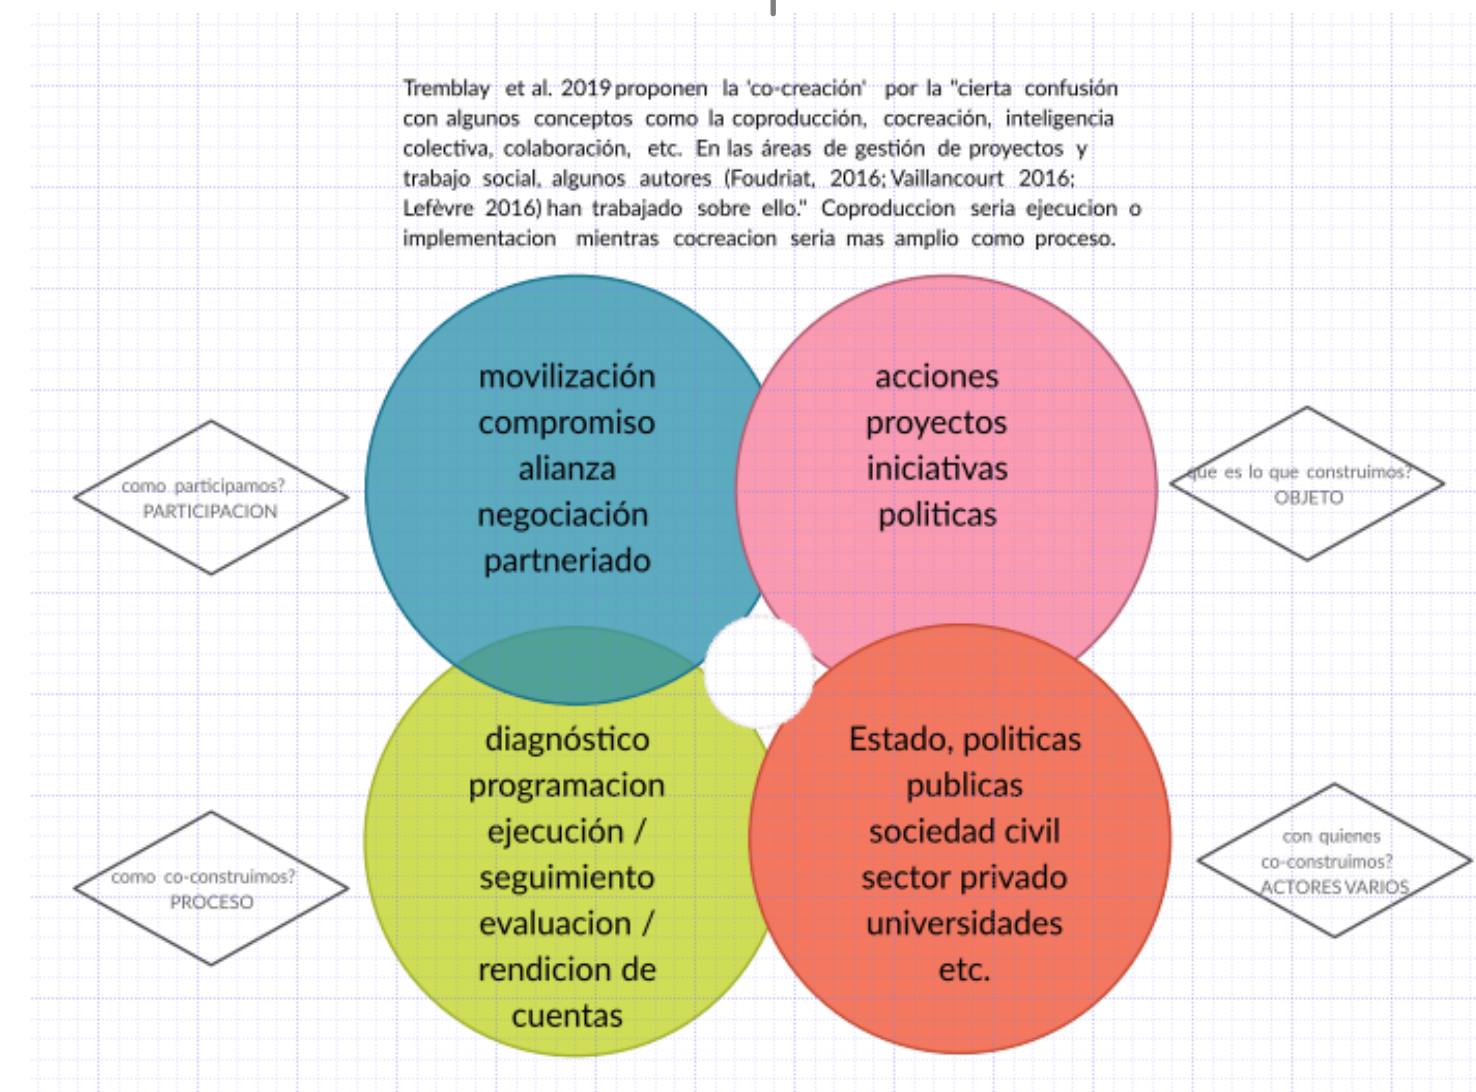 Tremblay et al. 2019 proponen la 'co-creación' por la "cierta confusión
con algunos conceptos como la coproducción, cocreación, inteligencia
colectiva, colaboración, etc. En las áreas de gestión de proyectos y
trabajo social, algunos autores (Foudriat, 2016; Vaillancourt 2016;
Lefèvre 2016) han trabajado sobre ello." Coproduccion seria ejecucion o
implementacion mientras cocreacion seria mas amplio como proceso.
movilización
compromiso
alianza
negociación
partneriado
acciones
proyectos
iniciativas
politicas
como participamos?
PARTICIPACION
que es lo que construimos?
OBJETO
diagnóstico
programacion
ejecución /
seguimiento
evaluacion /
rendicion de
cuentas
Estado, politicas
publicas
sociedad civil
sector privado
universidades
etc.
como co-construimos?
PROCESO
con quienes
co-construimos?
ACTORES VARIOS